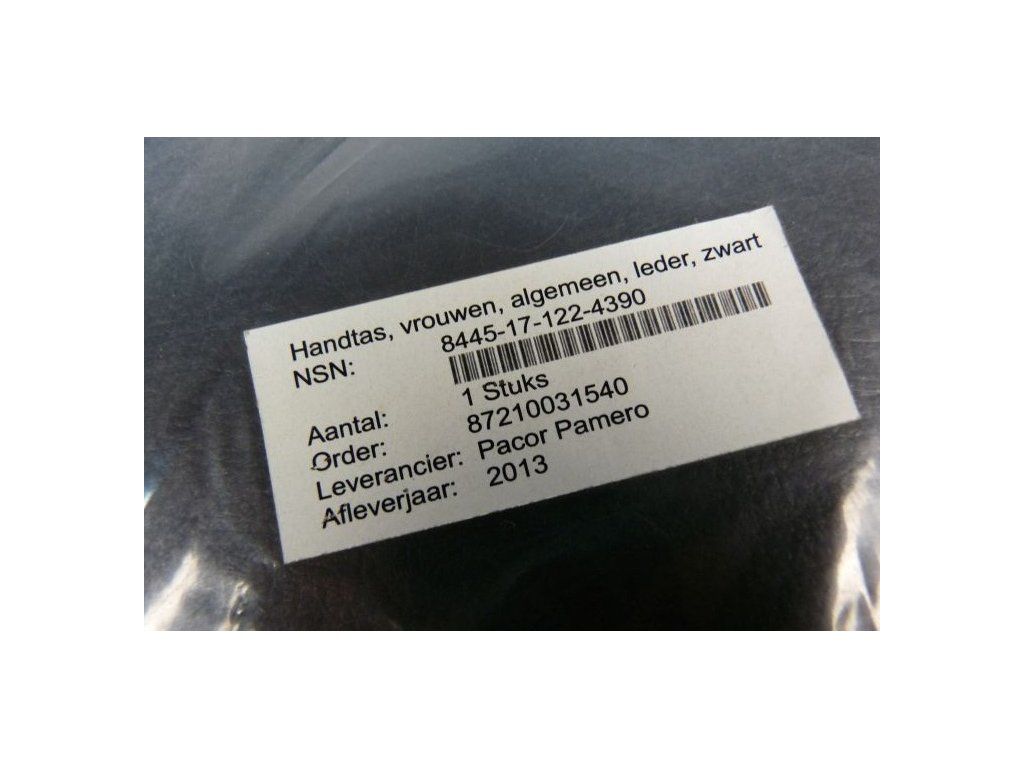 Handtas, vrouwen, algemeen, leder, zwart
NSN: 8445-17-122-4390
Aantal: 1 Stuks
Order: 87210031540
Leverancier: Pacor Pamero
Afleverjaar: 2013